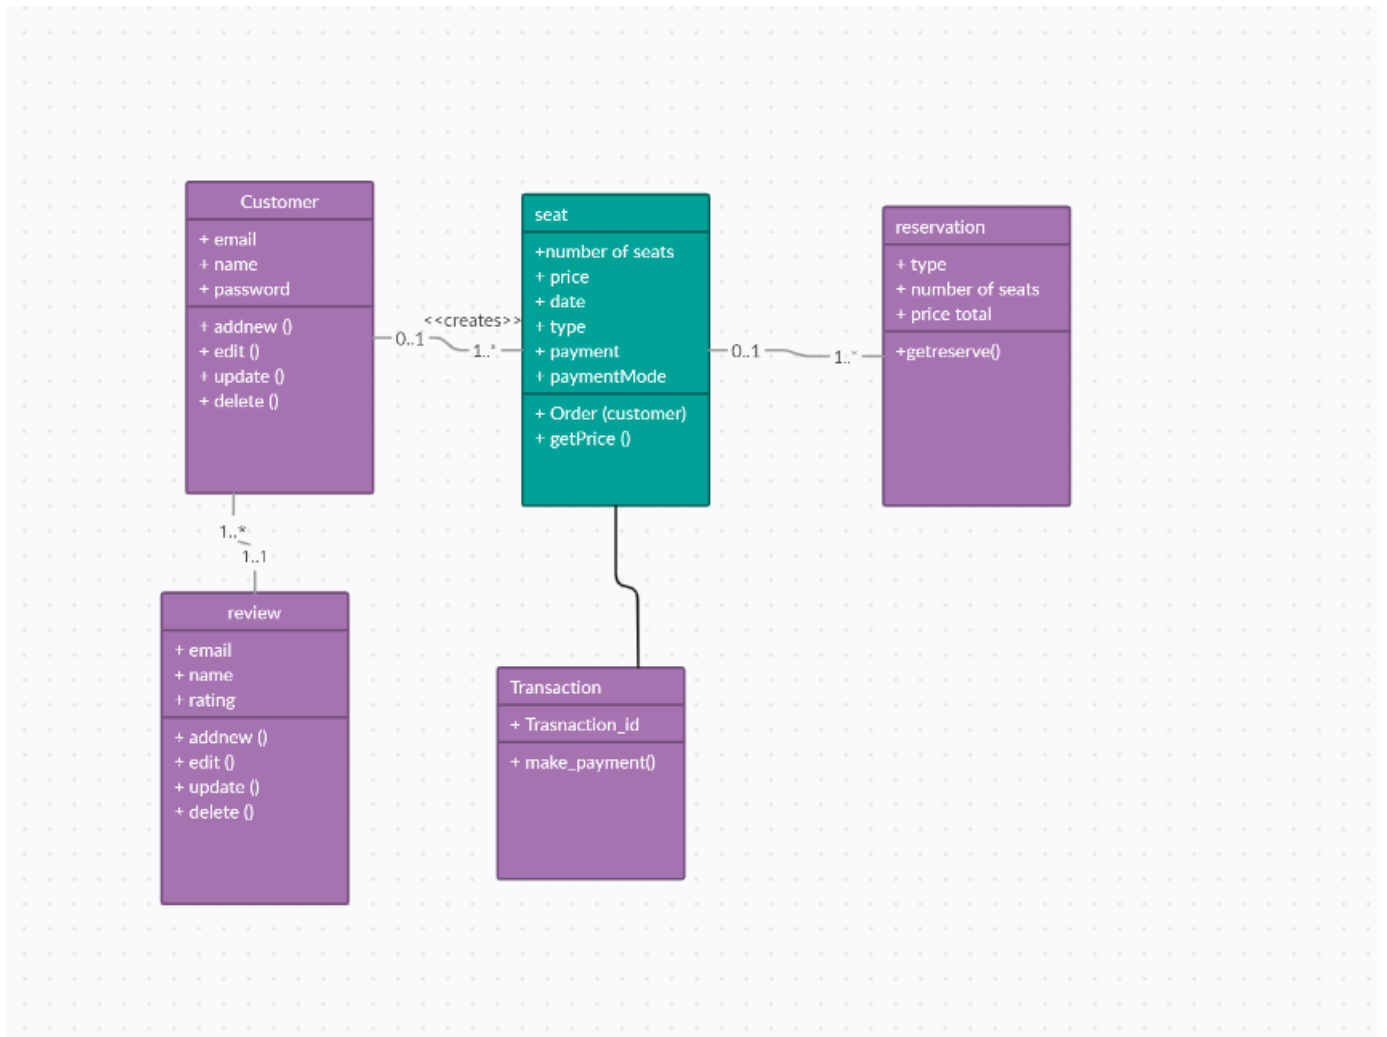 Customer
+ email
+ name
+ password
+ addnew ()
+ edit ()
+ update ()
+ delete ()
<<creates>>
0..1
1..*
seat
+number of seats
+ price
+ date
+ type
+ payment
+ paymentMode
+ Order (customer)
+ getPrice ()
0..1
1..*
reservation
+ type
+ number of seats
+ price total
+getreserve()
1..*
1..1
review
+ email
+ name
+ rating
+ addnew ()
+ edit ()
+ update ()
+ delete ()
Transaction
+ Trasnaction_id
+ make_payment()